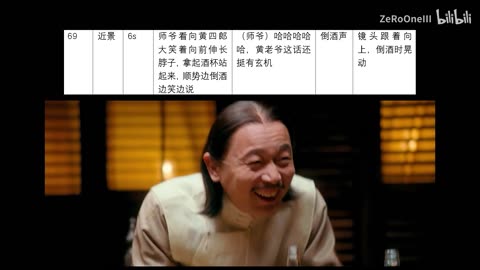 ZeRoOneIII bilibili
69 近景 6s 师爷看向黄四郎 (师爷)哈哈哈哈 倒酒声 镜头跟着向
大笑着向前伸长 哈,黄老爷这话还 上,倒酒时晃
脖子,拿起酒杯站 挺有玄机 动
起来,顺势边倒酒
边笑边说